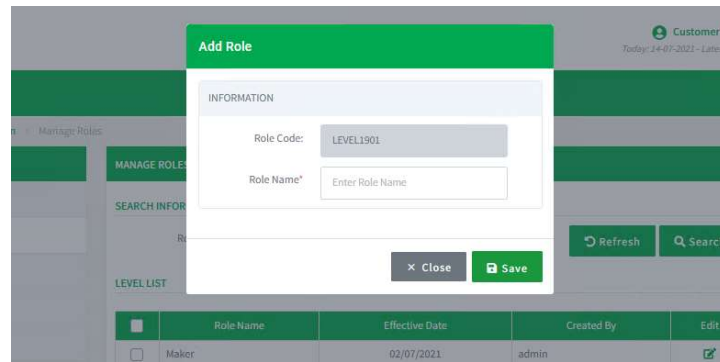 Customer
Add Role
Today: 14-07-2021 - Late
INFORMATION
Manage Roles
Role Code: LEVEL1901
MANAGE ROLES
Role Name* Enter Role Name
SEARCH INFOR
Refresh Searc
× Close Save
LEVEL LIST
Role Name Effective Date Created By Edit
Maker 02/07/2021 admin